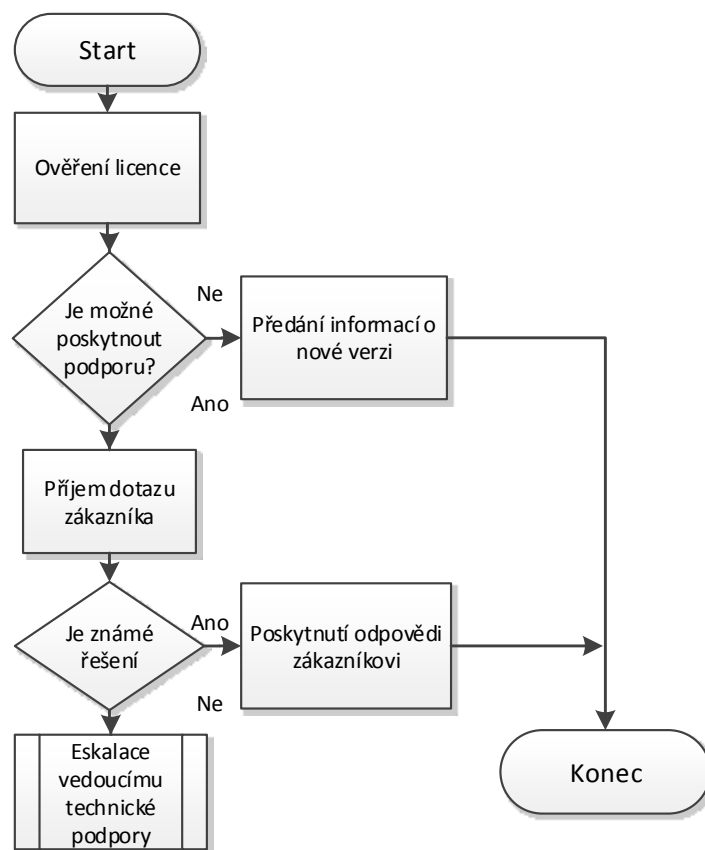 Start
Ověření licence
Je možné
poskytnout
podporu?
Ne
Předání informací o
nové verzi
Ano
Příjem dotazu
zákazníka
Je známé
řešení
Ano
Poskytnutí odpovědi
zákazníkovi
Ne
Eskalace
vedoucímu
technické
podpory
Konec